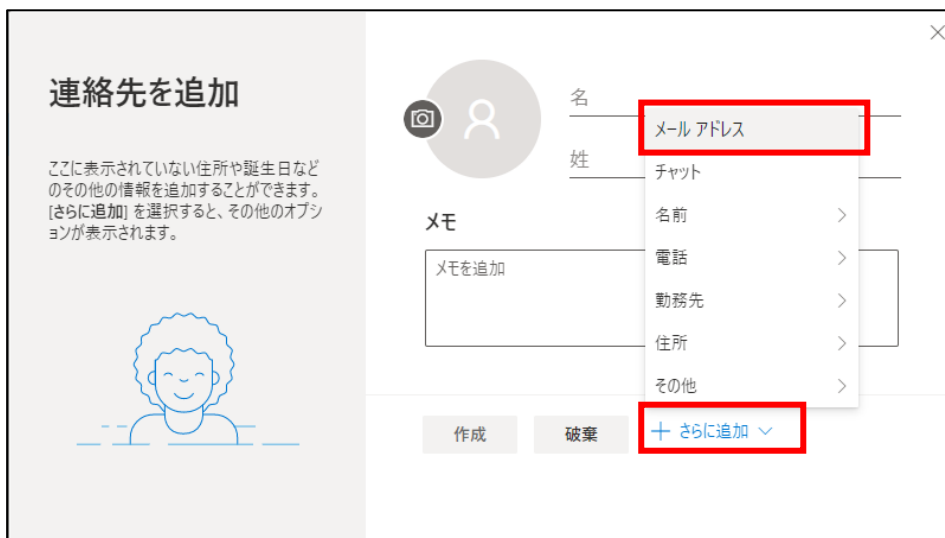 連絡先を追加
ここに表示されていない住所や誕生日など
のその他の情報を追加することができます。
[さらに追加] を選択すると、その他のオプシ
ョンが表示されます。
名
姓
メモ
メモを追加
メール アドレス
チャット
名前
電話
勤務先
住所
その他
作成
破棄
さらに追加